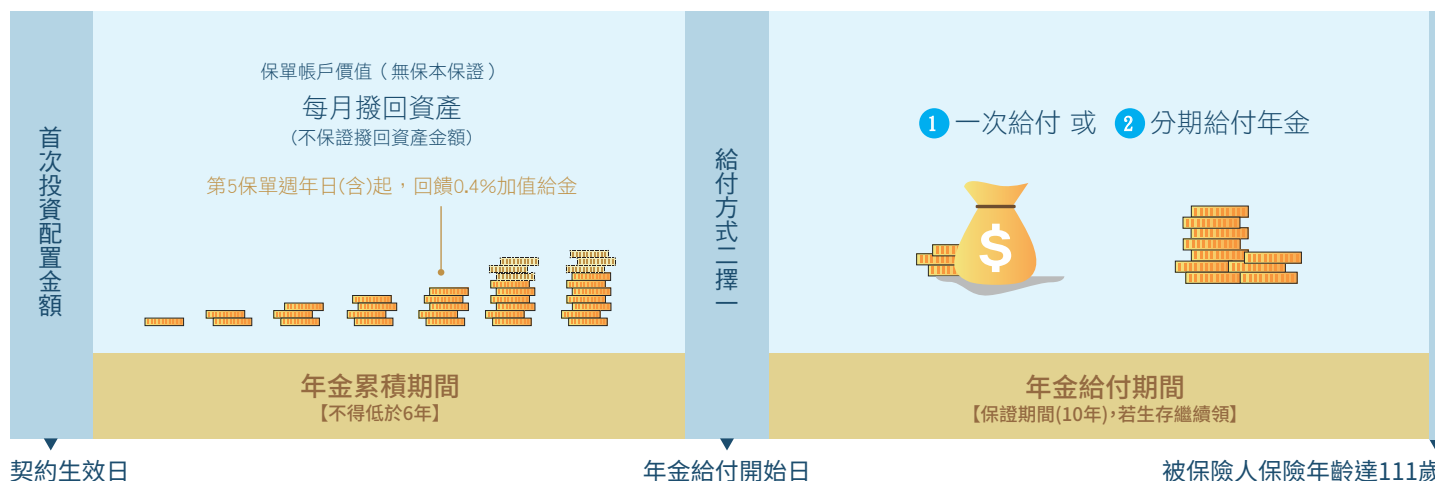 首次投資配置金額
保單帳戶價值（無保本保證）
每月撥回資產
(不保證撥回資產金額)
第5保單週年日(含)起，回饋0.4%加值給金
年金累積期間
【不得低於6年】
給付方式二擇一
1 一次給付 或 2 分期給付年金
$
年金給付期間
【保證期間(10年)，若生存繼續領】
契約生效日
年金給付開始日
被保險人保險年齡達111歲